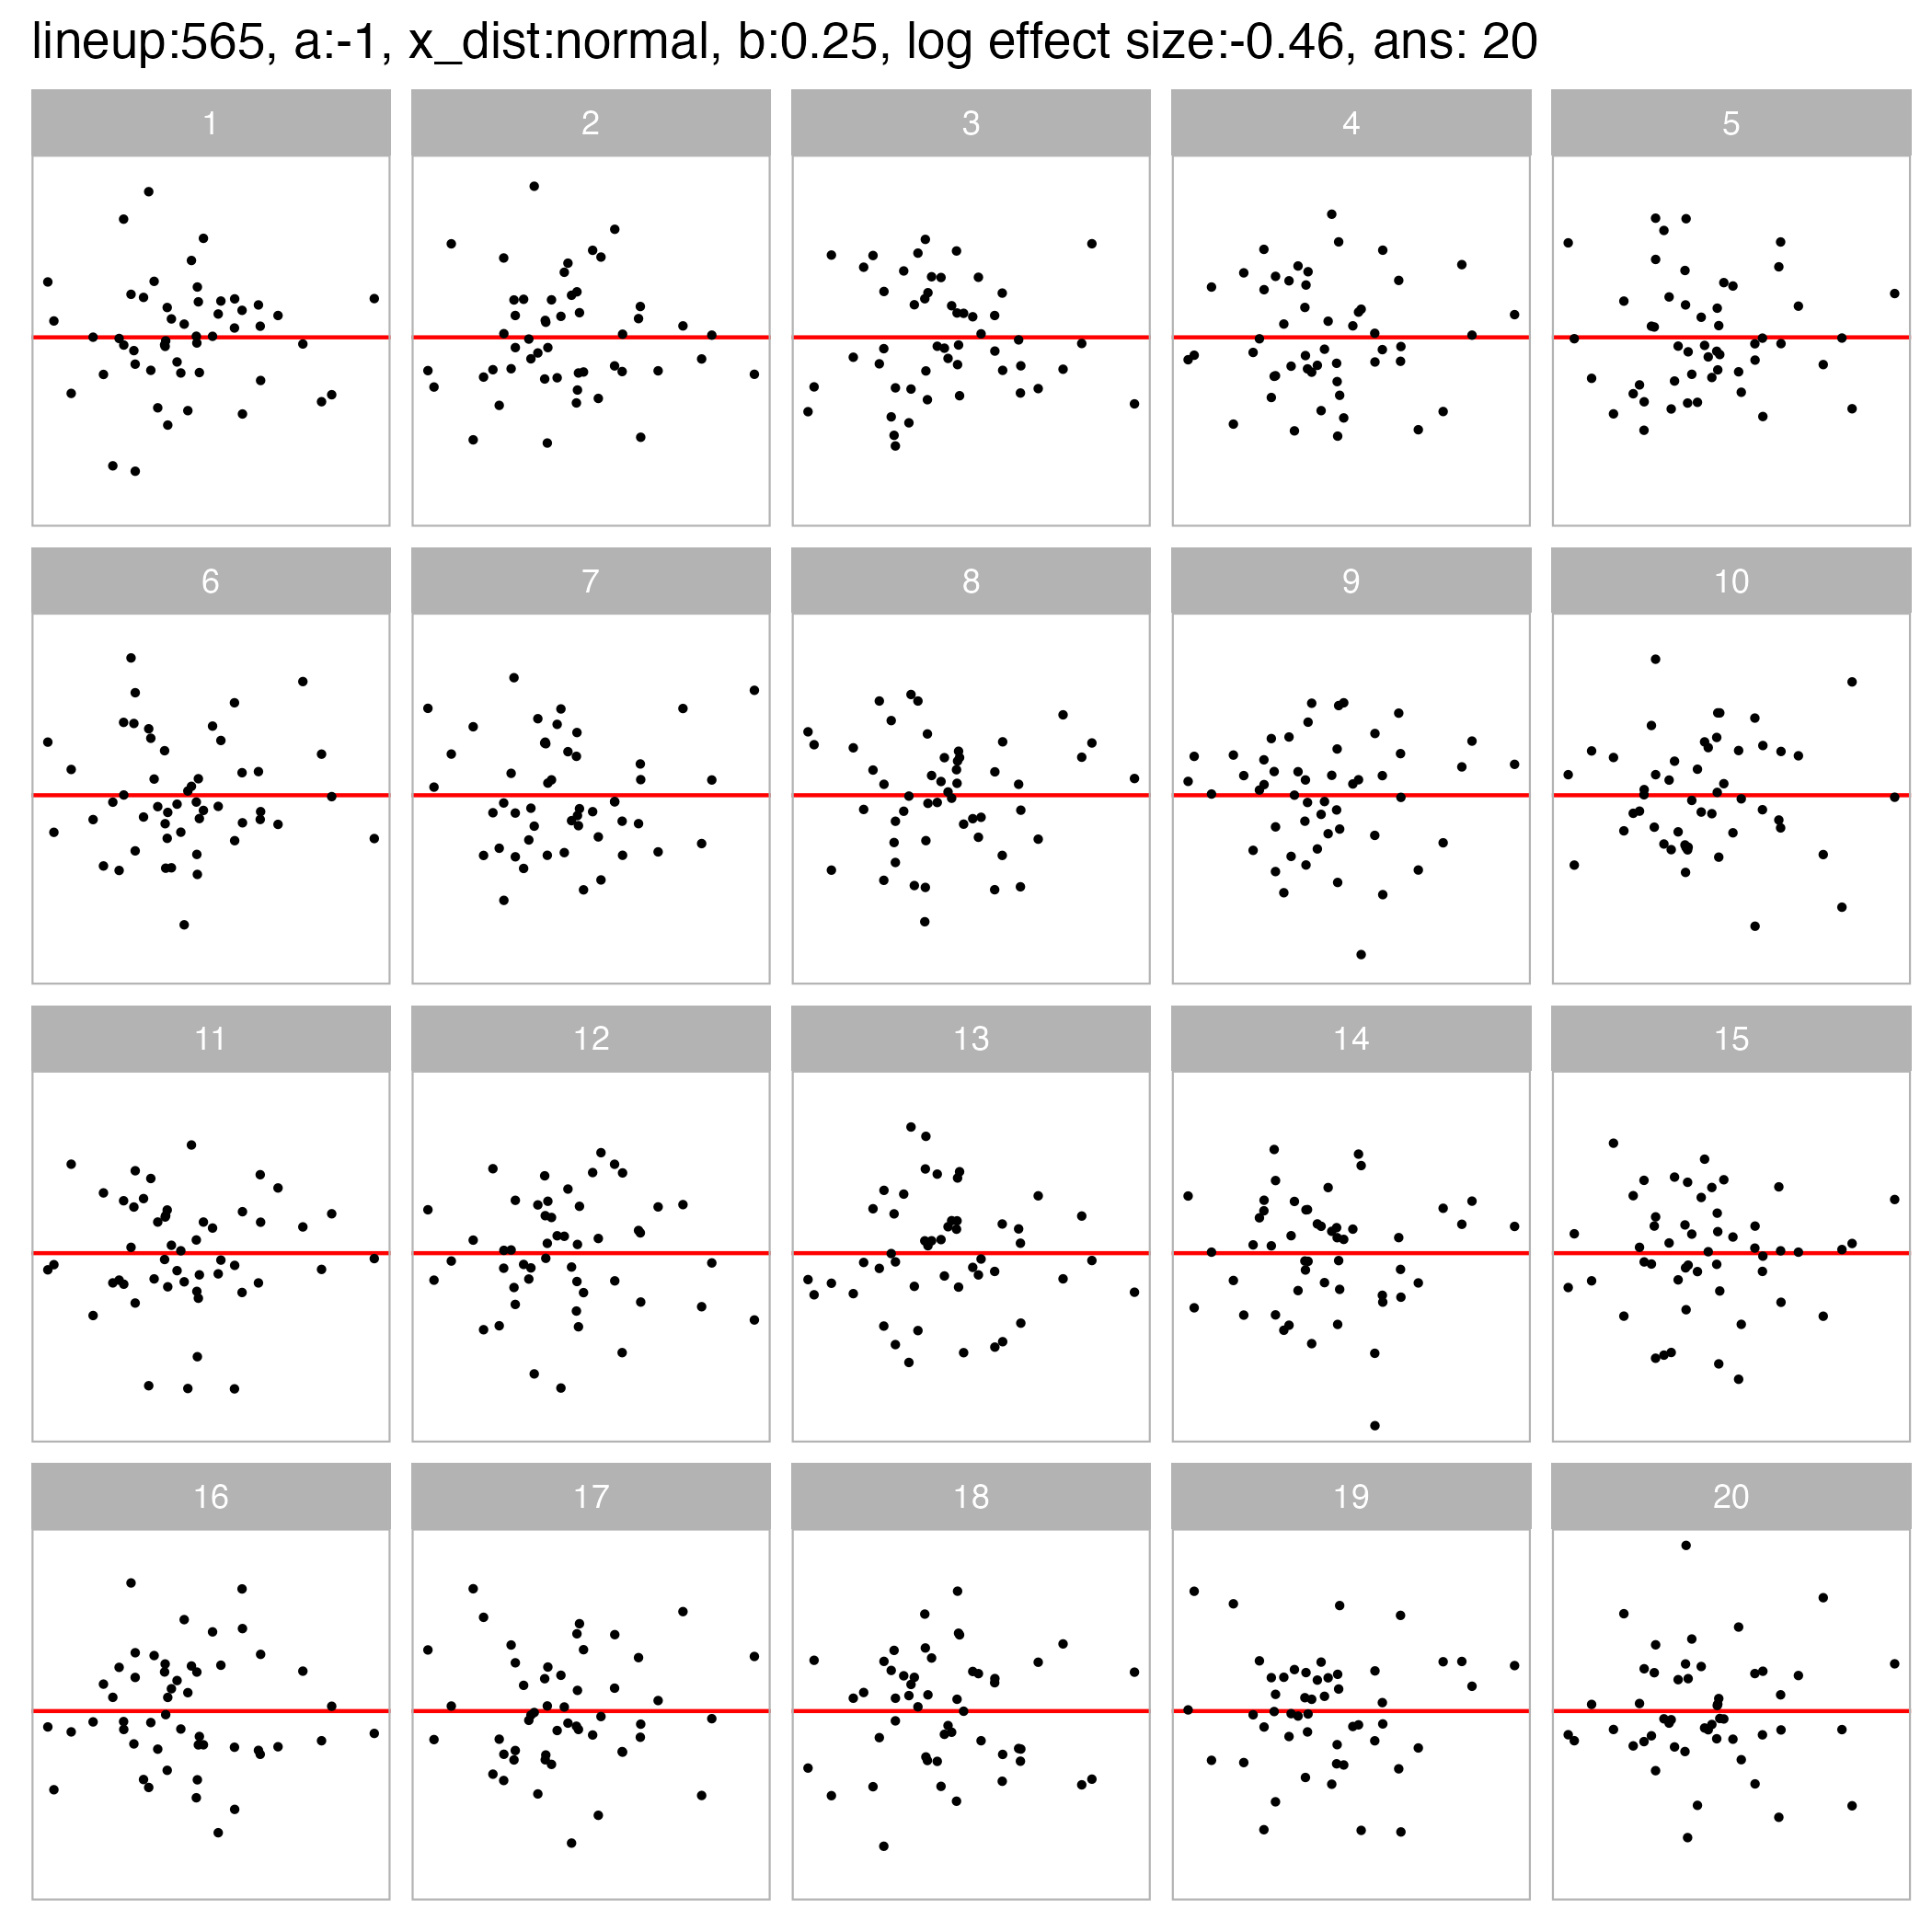 lineup:565, a:-1, x_dist:normal, b:0.25, log effect size:-0.46, ans: 20
1 2 3 4 5
6 7 8 9 10
11 12 13 14 15
16 17 18 19 20